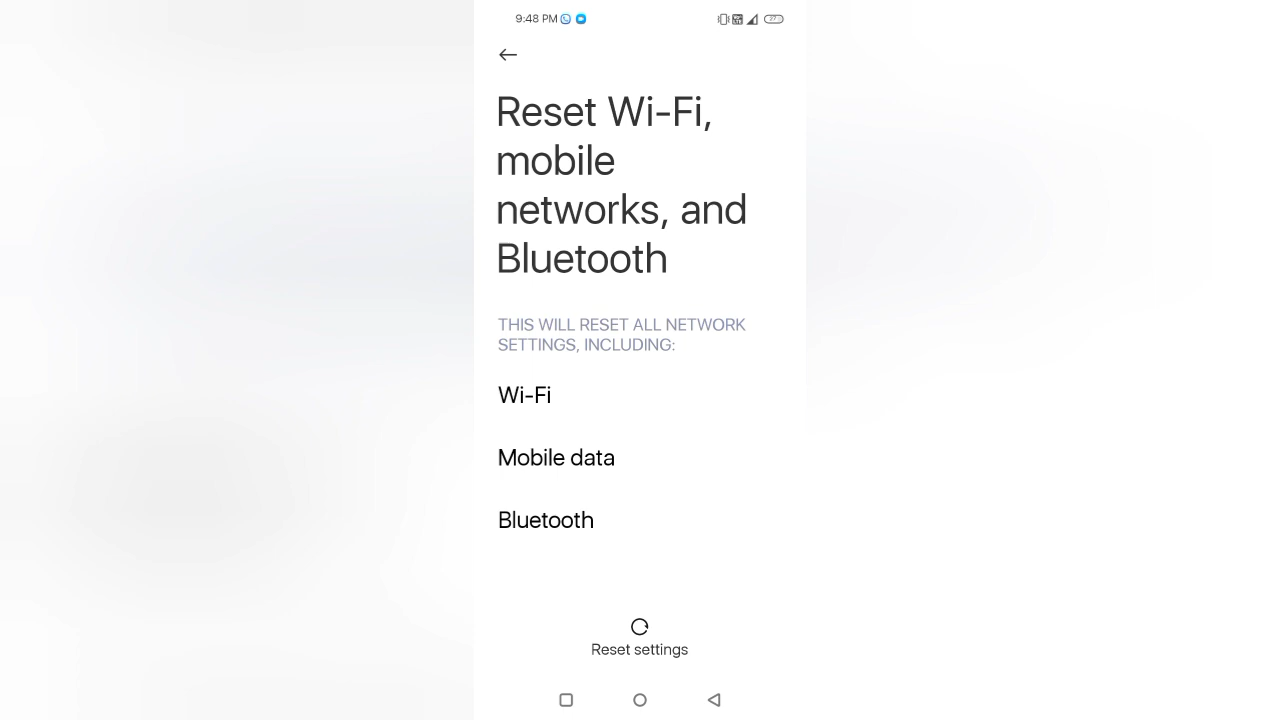 9:48 PM
27
Reset Wi-Fi,
mobile
networks, and
Bluetooth
THIS WILL RESET ALL NETWORK
SETTINGS, INCLUDING:
Wi-Fi
Mobile data
Bluetooth
Reset settings